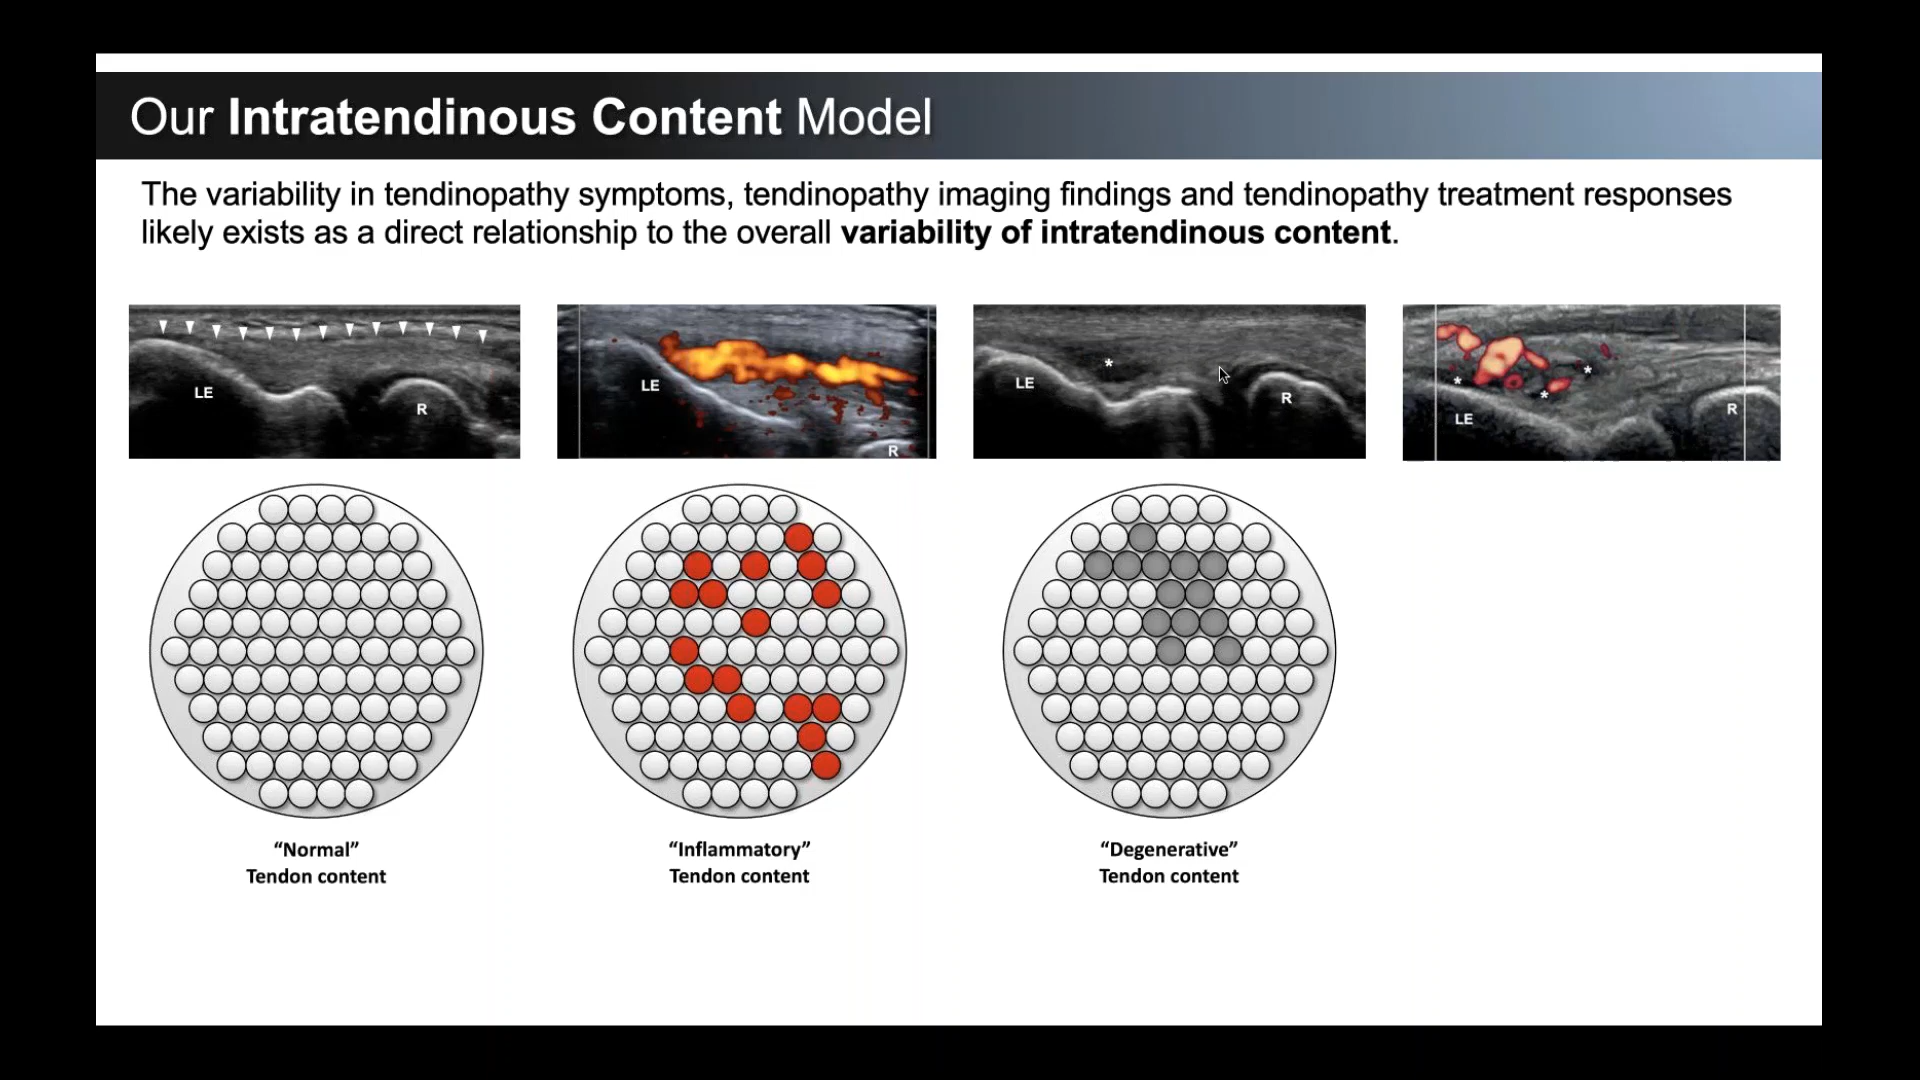 Our Intratendinous Content Model
The variability in tendinopathy symptoms, tendinopathy imaging findings and tendinopathy treatment responses
likely exists as a direct relationship to the overall variability of intratendinous content.
LE
R
LE
R
*
LE
R
*
*
*
LE
R
“Normal”
Tendon content
“Inflammatory”
Tendon content
“Degenerative”
Tendon content